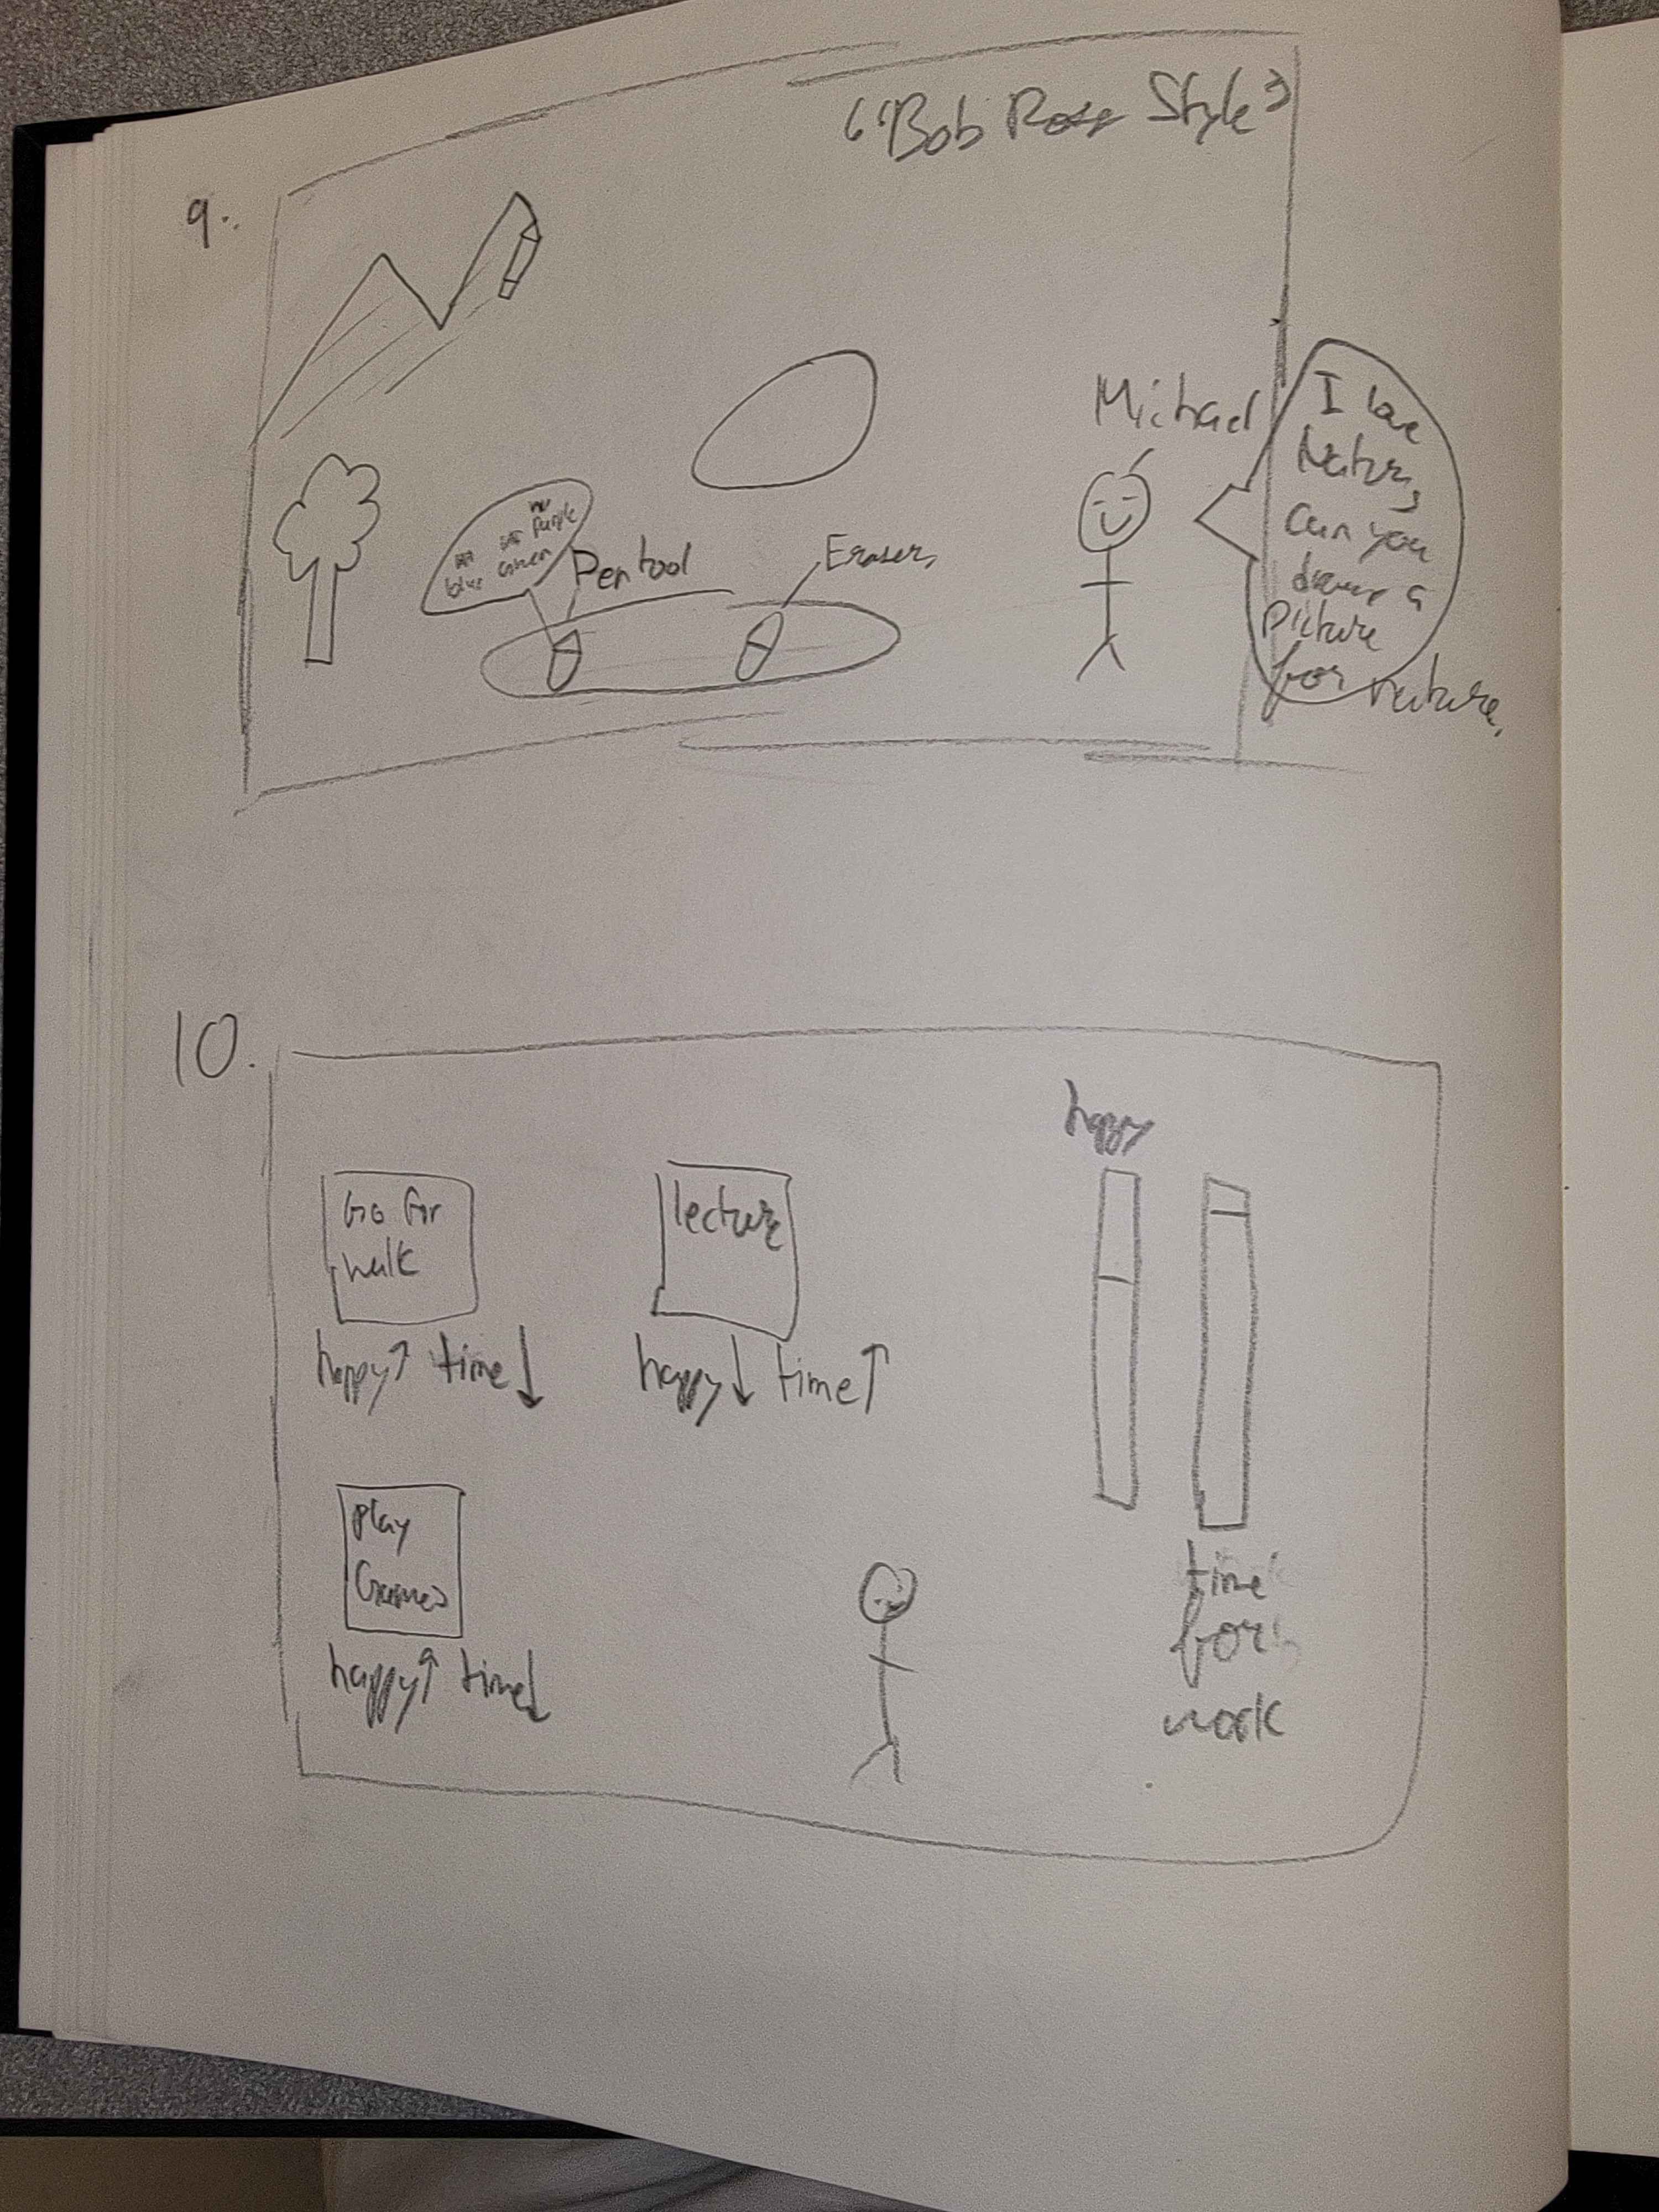 9.
"Bob Ross Style"
Michael
I love
Nature,
Can you
draw a
Picture
for nature.
purple
blue green
Pen tool
Eraser,
10.
happy
Go for
walk
lecture
happy↑ time↓
happy↓ time↑
Play
Games
happy↑ time↓
time
for
work